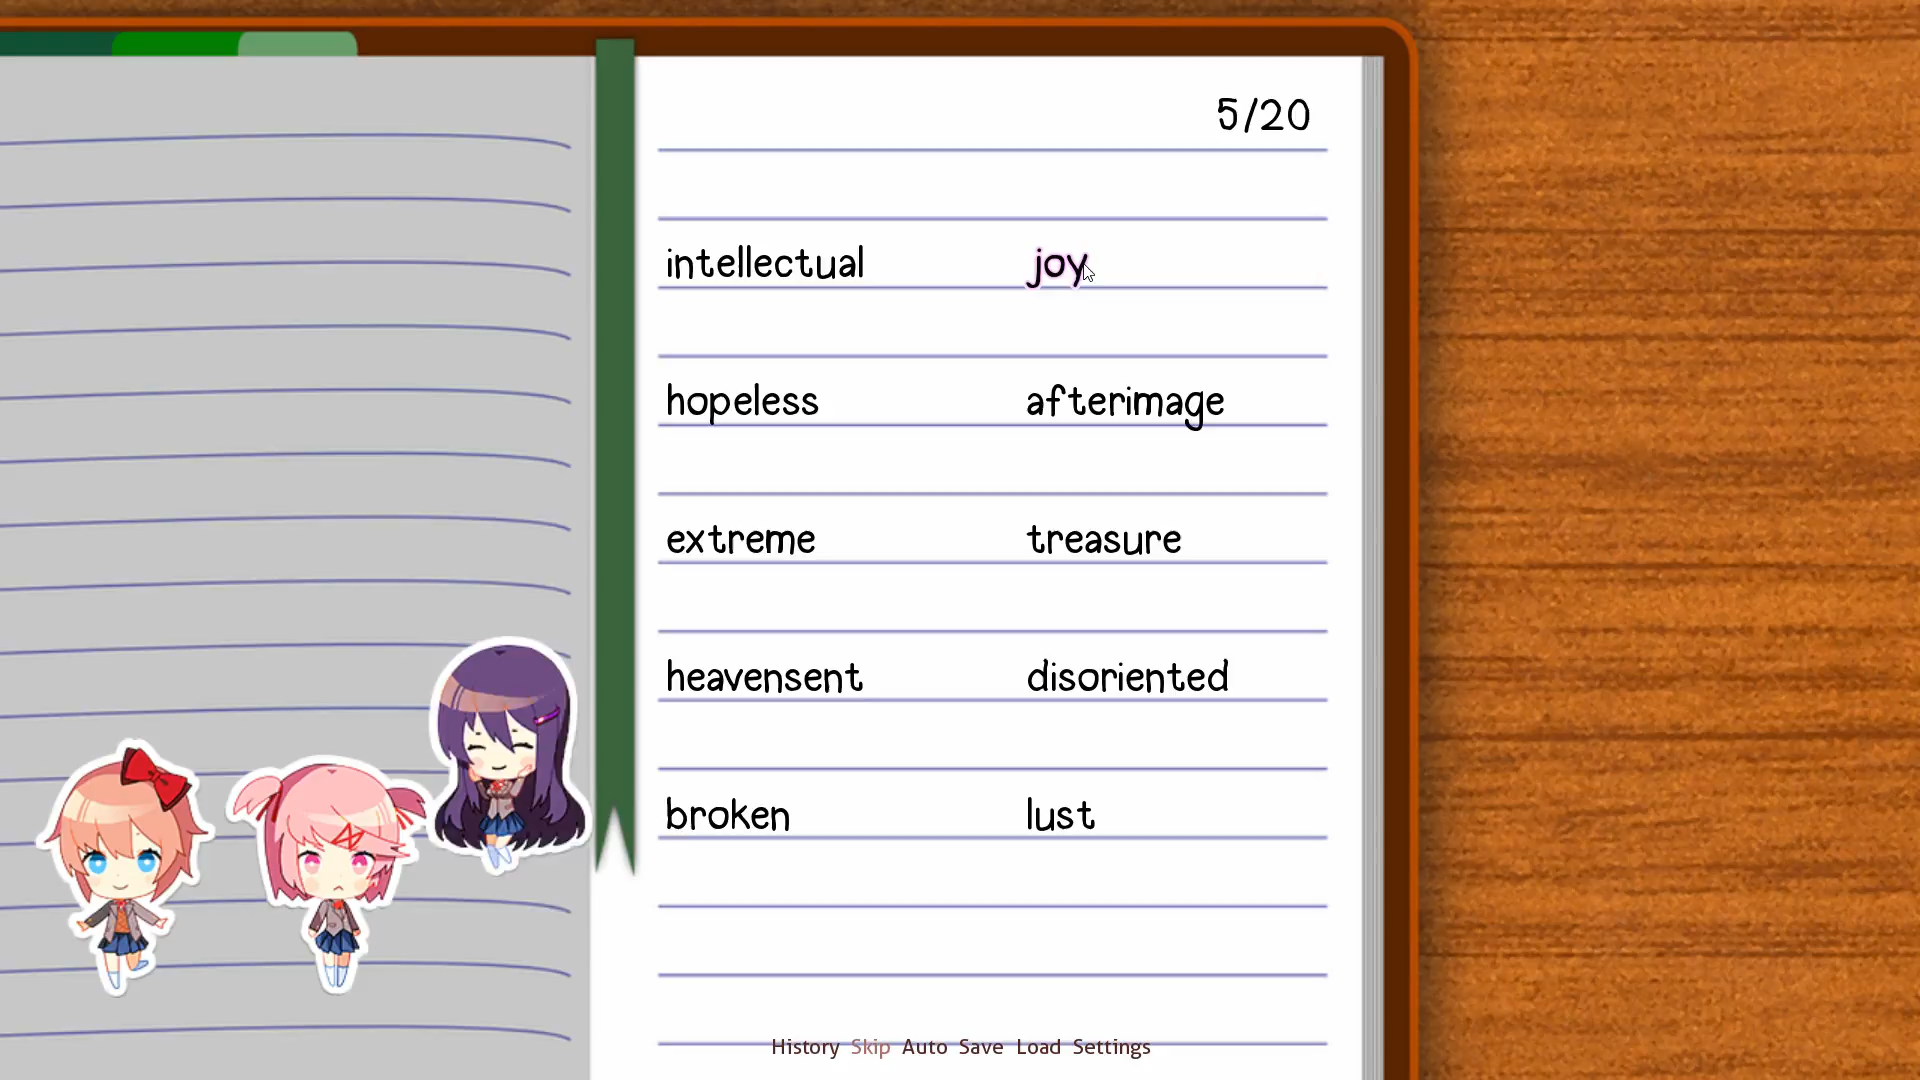 5/20
intellectual joy
hopeless afterimage
extreme treasure
heavensent disoriented
broken lust
History Skip Auto Save Load Settings